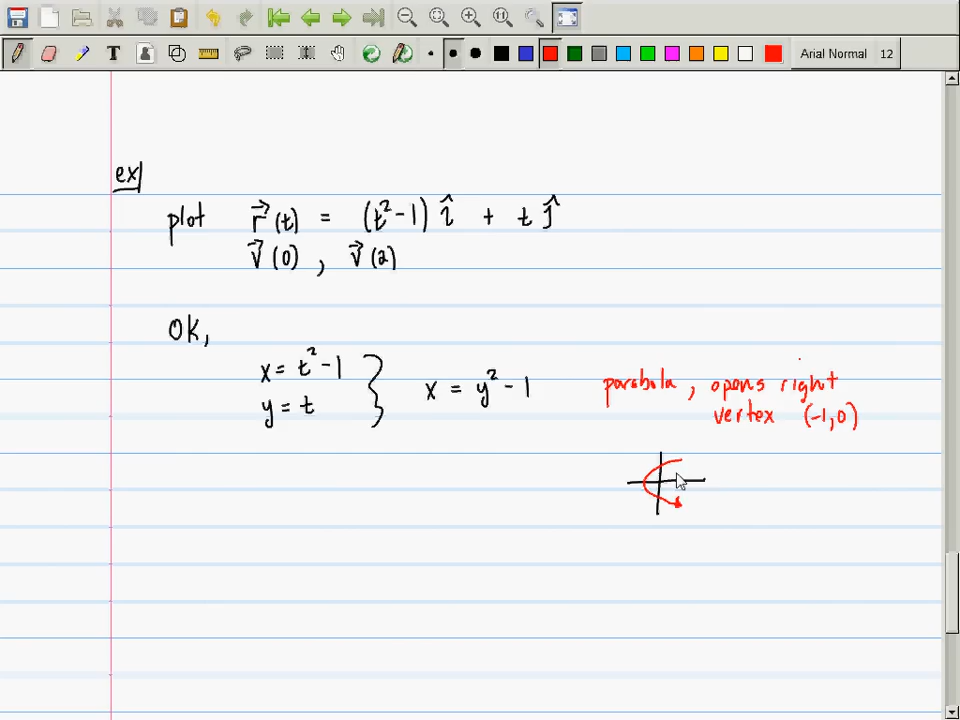 Arial Normal 12
ex
plot r⃗(t) = (t² - 1) î + t ĵ
v⃗(0) , v⃗(2)
OK,
x = t² - 1
y = t
x = y² - 1
parabola, opens right
vertex (-1,0)